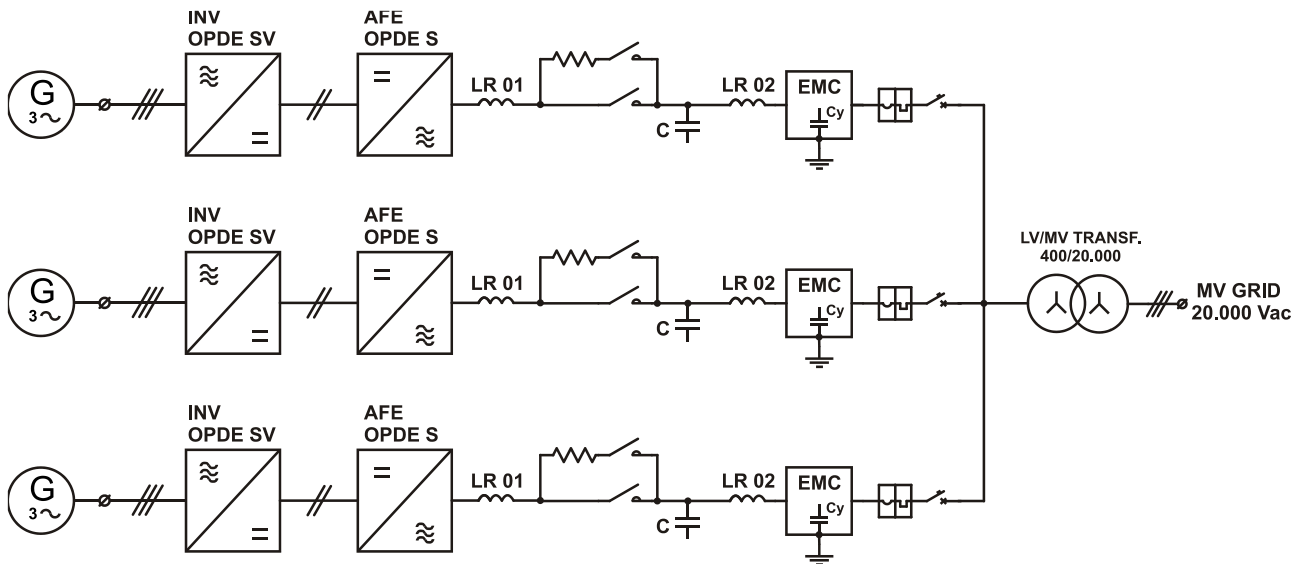 INV
OPDE SV
AFE
OPDE S
G
3
LR 01
C
LR 02
EMC
Cy
INV
OPDE SV
AFE
OPDE S
G
3
LR 01
C
LR 02
EMC
Cy
LV/MV TRANSF.
400/20.000
MV GRID
20.000 Vac
INV
OPDE SV
AFE
OPDE S
G
3
LR 01
C
LR 02
EMC
Cy